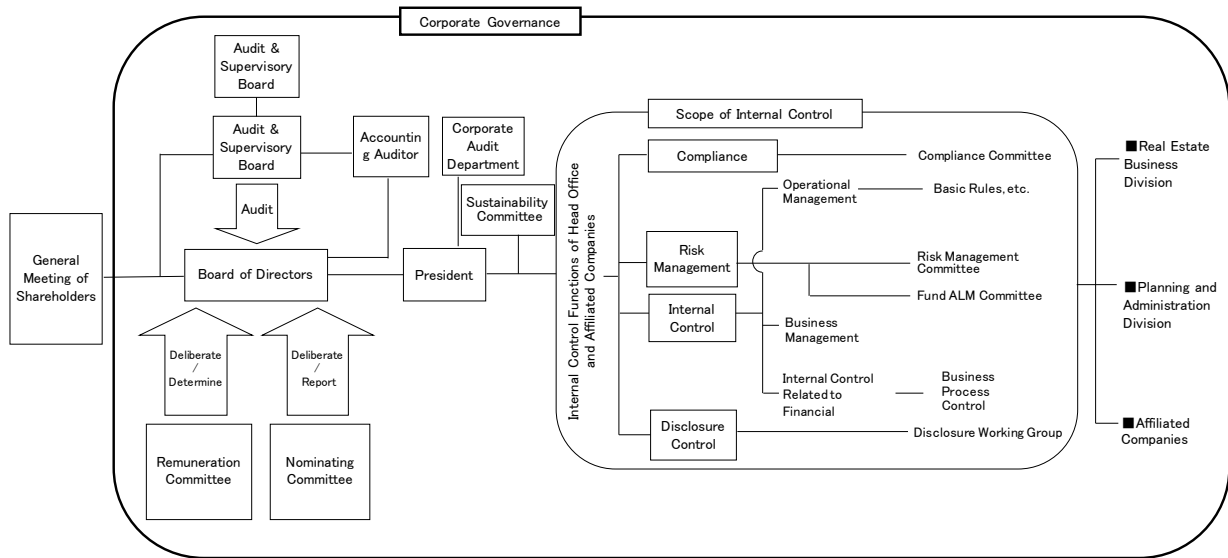 Corporate Governance
Audit &
Supervisory
Board
Audit &
Supervisory
Board
Accountin
g Auditor
Corporate
Audit
Department
Sustainability
Committee
Audit
General
Meeting of
Shareholders
Board of Directors
President
Deliberate
/
Determine
Deliberate
/
Report
Remuneration
Committee
Nominating
Committee
Internal Control Functions of Head Office
and Affiliated Companies
Scope of Internal Control
Compliance
Compliance Committee
Operational
Management
Basic Rules, etc.
Risk
Management
Risk Management
Committee
Fund ALM Committee
Internal
Control
Business
Management
Internal Control
Related to
Financial
Business
Process
Control
Disclosure
Control
Disclosure Working Group
■Real Estate
Business
Division
■Planning and
Administration
Division
■Affiliated
Companies